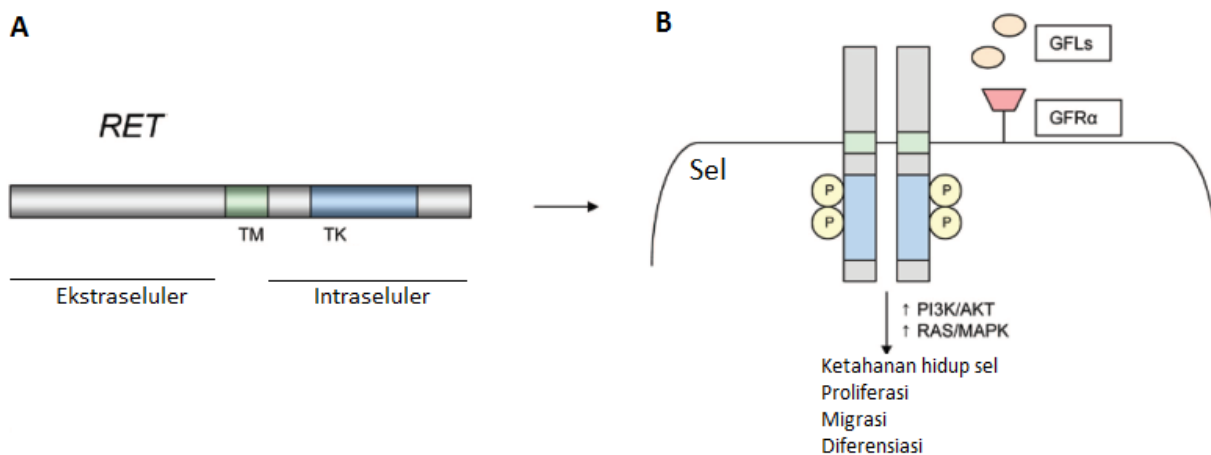 A
RET
TM
TK
Ekstraseluler
Intraseluler
B
GFLs
GFRα
Sel
P
P
P
P
↑ PI3K/AKT
↑ RAS/MAPK
Ketahanan hidup sel
Proliferasi
Migrasi
Diferensiasi